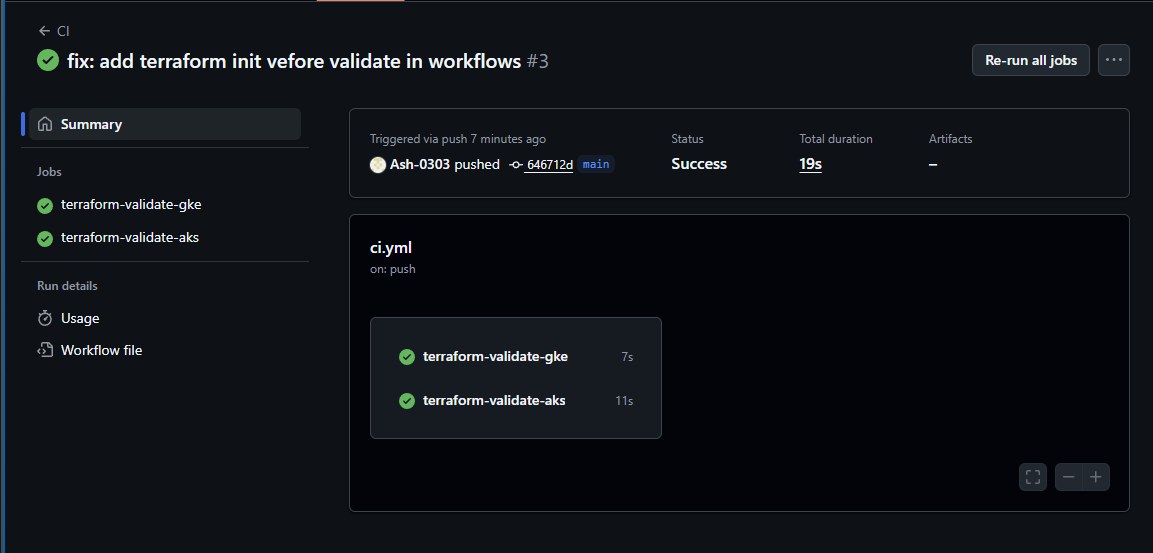 CI
fix: add terraform init vefore validate in workflows #3
Re-run all jobs
Summary
Jobs
terraform-validate-gke
terraform-validate-aks
Run details
Usage
Workflow file
Triggered via push 7 minutes ago
Ash-0303 pushed 646712d main
Status
Success
Total duration
19s
Artifacts
–
ci.yml
on: push
terraform-validate-gke 7s
terraform-validate-aks 11s